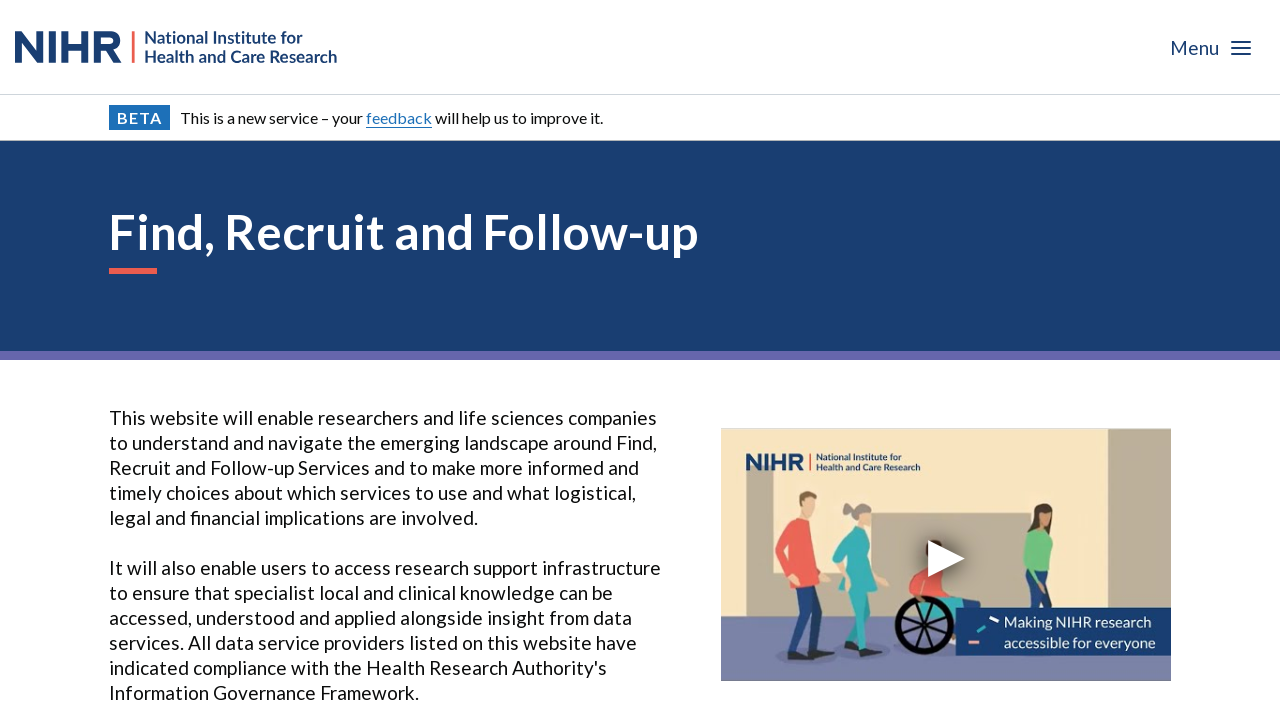 NIHR
National Institute for
Health and Care Research
Menu
BETA
This is a new service – your feedback will help us to improve it.
Find, Recruit and Follow-up
This website will enable researchers and life sciences companies
to understand and navigate the emerging landscape around Find,
Recruit and Follow-up Services and to make more informed and
timely choices about which services to use and what logistical,
legal and financial implications are involved.
It will also enable users to access research support infrastructure
to ensure that specialist local and clinical knowledge can be
accessed, understood and applied alongside insight from data
services. All data service providers listed on this website have
indicated compliance with the Health Research Authority's
Information Governance Framework.
NIHR
National Institute for
Health and Care Research
Making NIHR research
accessible for everyone